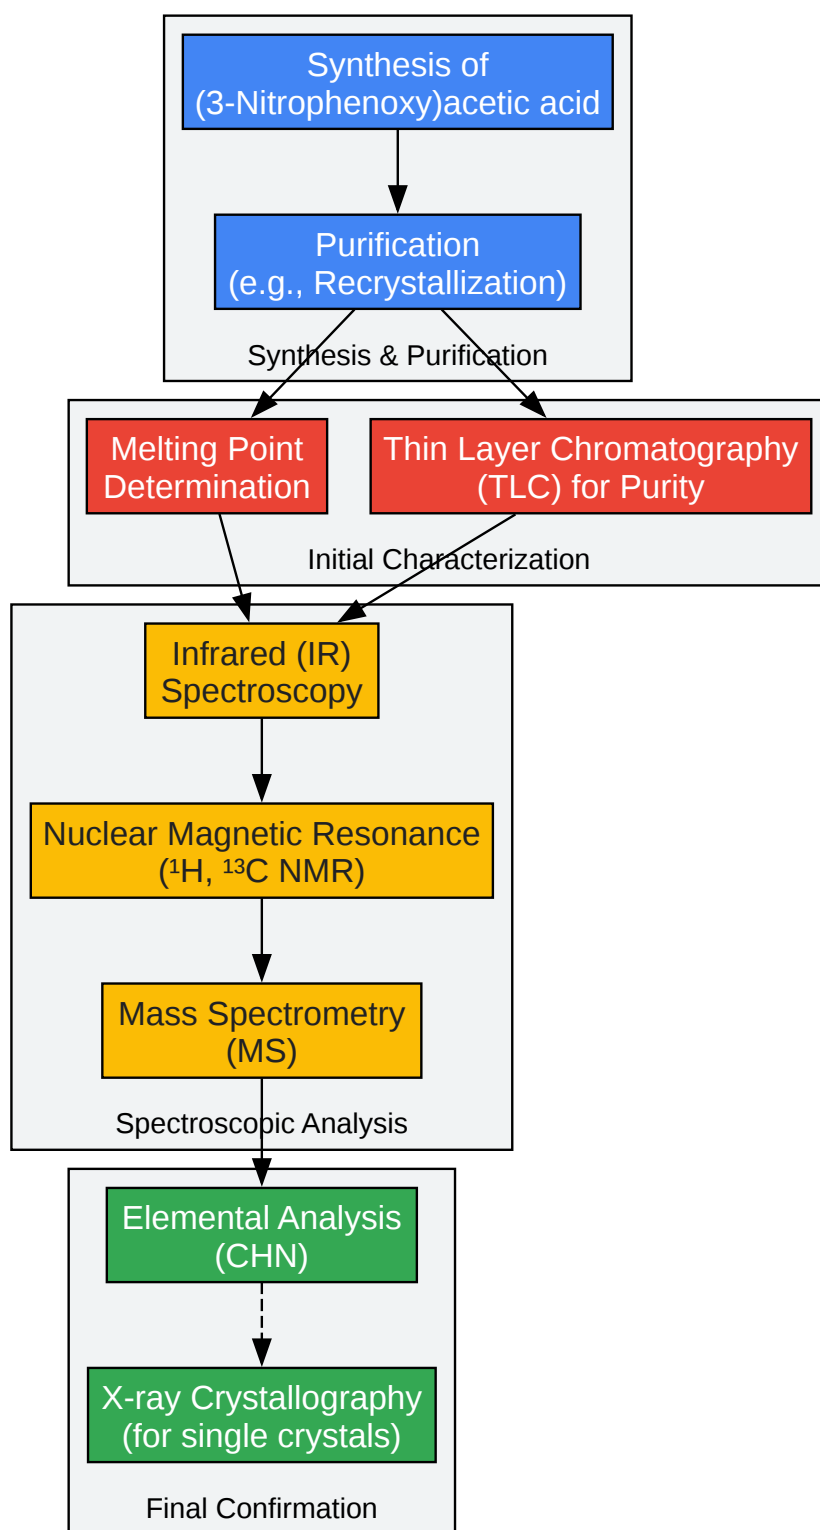 Synthesis of
(3-Nitrophenoxy)acetic acid
Purification
(e.g., Recrystallization)
Synthesis & Purification
Melting Point
Determination
Thin Layer Chromatography
(TLC) for Purity
Initial Characterization
Infrared (IR)
Spectroscopy
Nuclear Magnetic Resonance
(¹H, ¹³C NMR)
Mass Spectrometry
(MS)
Spectroscopic Analysis
Elemental Analysis
(CHN)
X-ray Crystallography
(for single crystals)
Final Confirmation